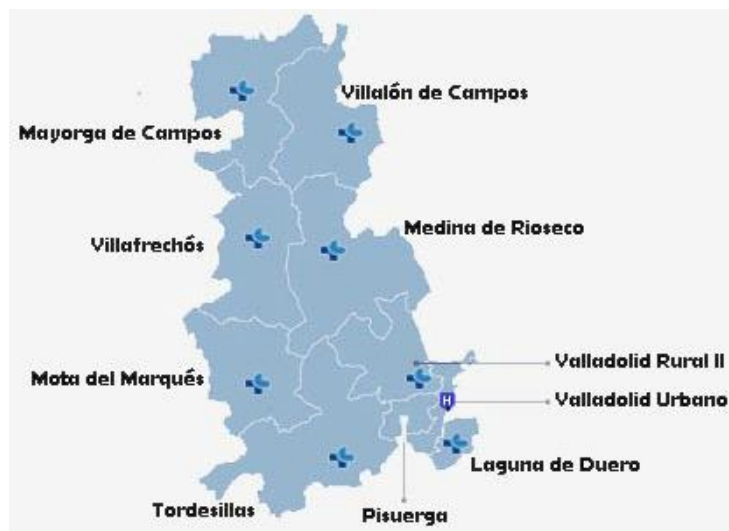 Villalón de Campos
Mayorga de Campos
Medina de Rioseco
Villafrechós
Valladolid Rural II
Mota del Marqués
Valladolid Urbano
H
Laguna de Duero
Tordesillas
Pisuerga